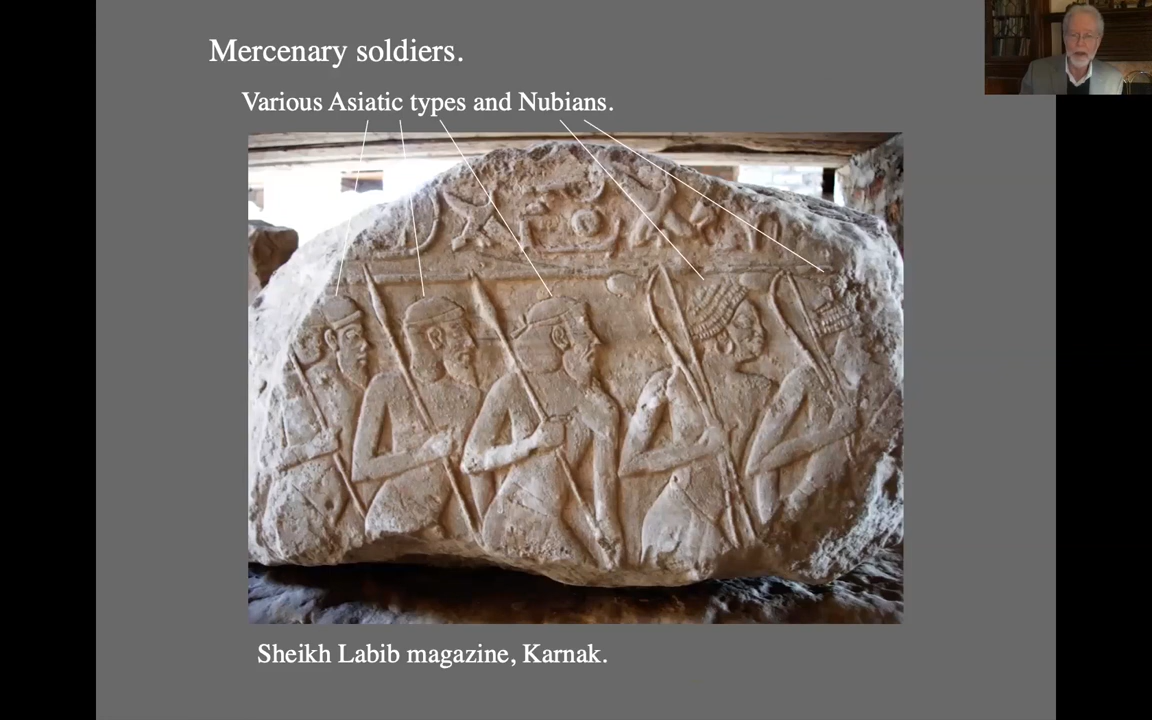 Mercenary soldiers.
Various Asiatic types and Nubians.
Sheikh Labib magazine, Karnak.